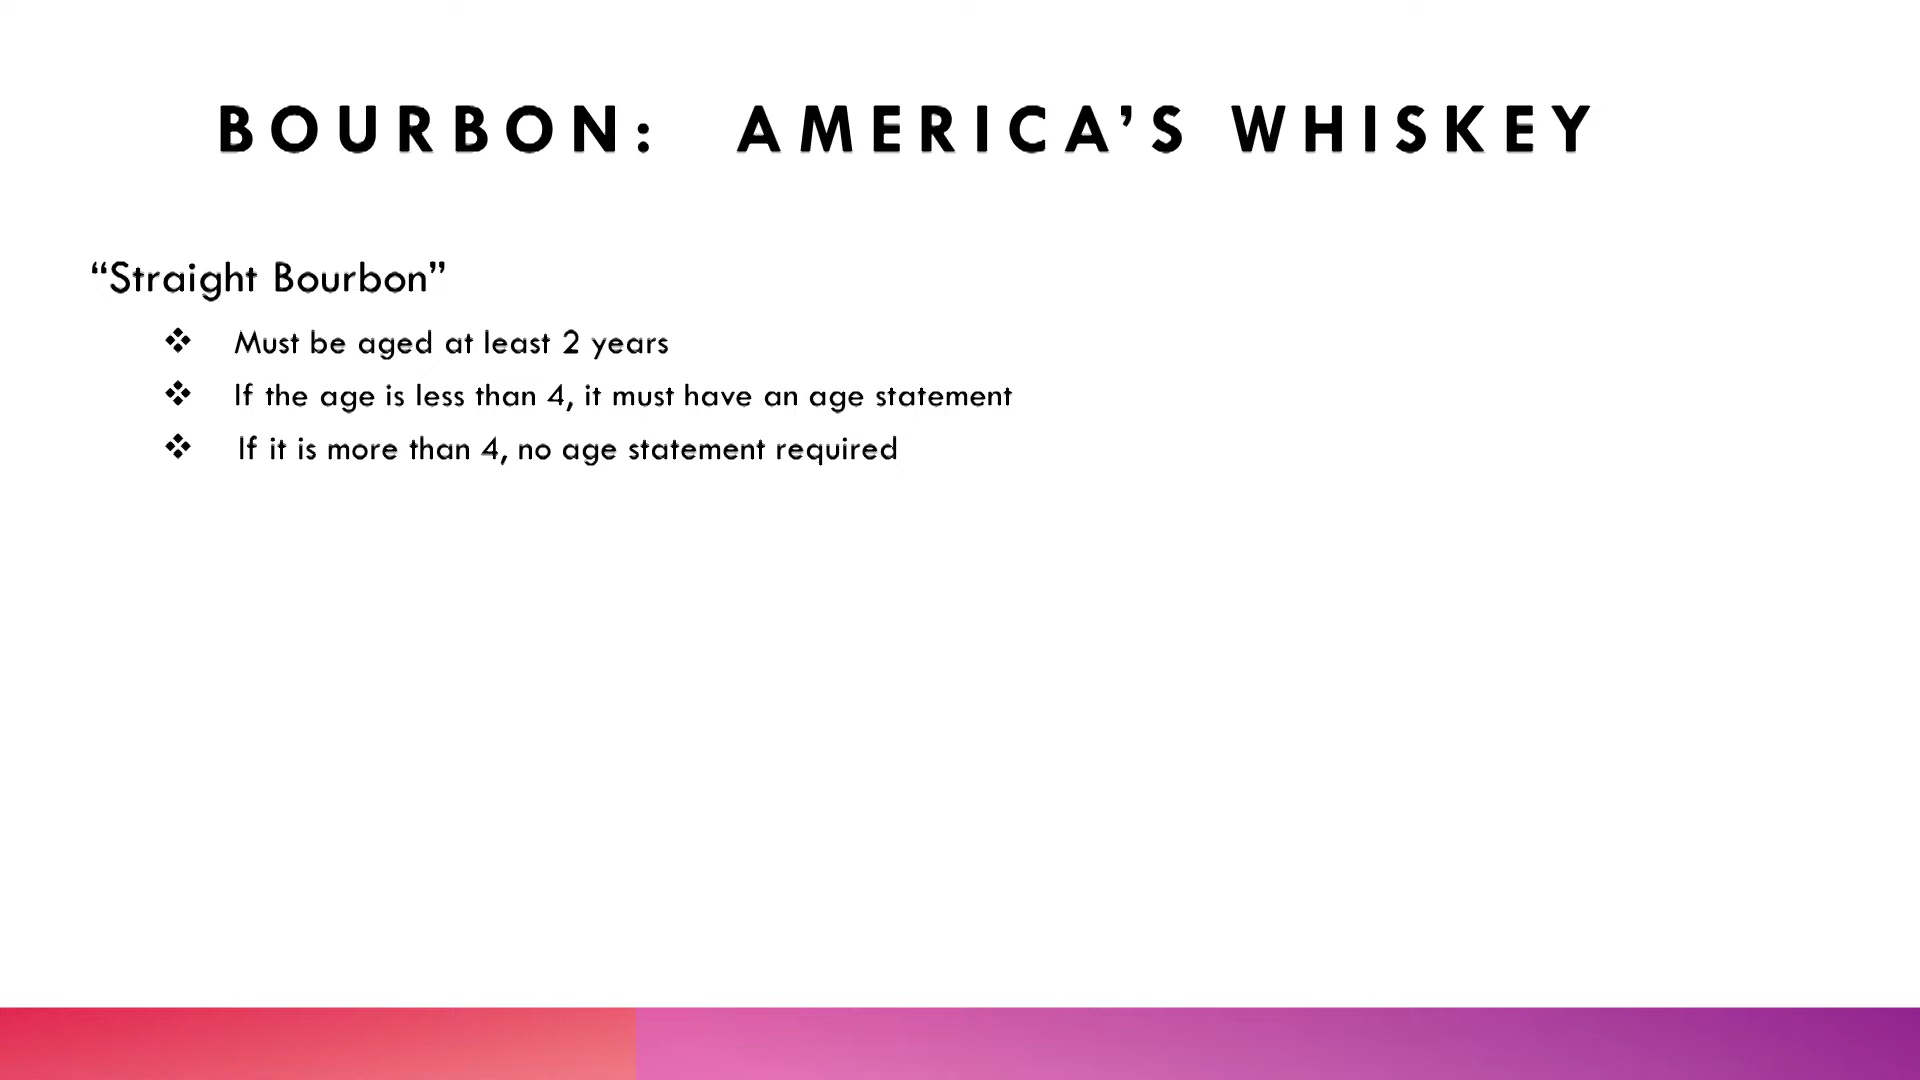 BOURBON: AMERICA’S WHISKEY
“Straight Bourbon”
❖ Must be aged at least 2 years
❖ If the age is less than 4, it must have an age statement
❖ If it is more than 4, no age statement required